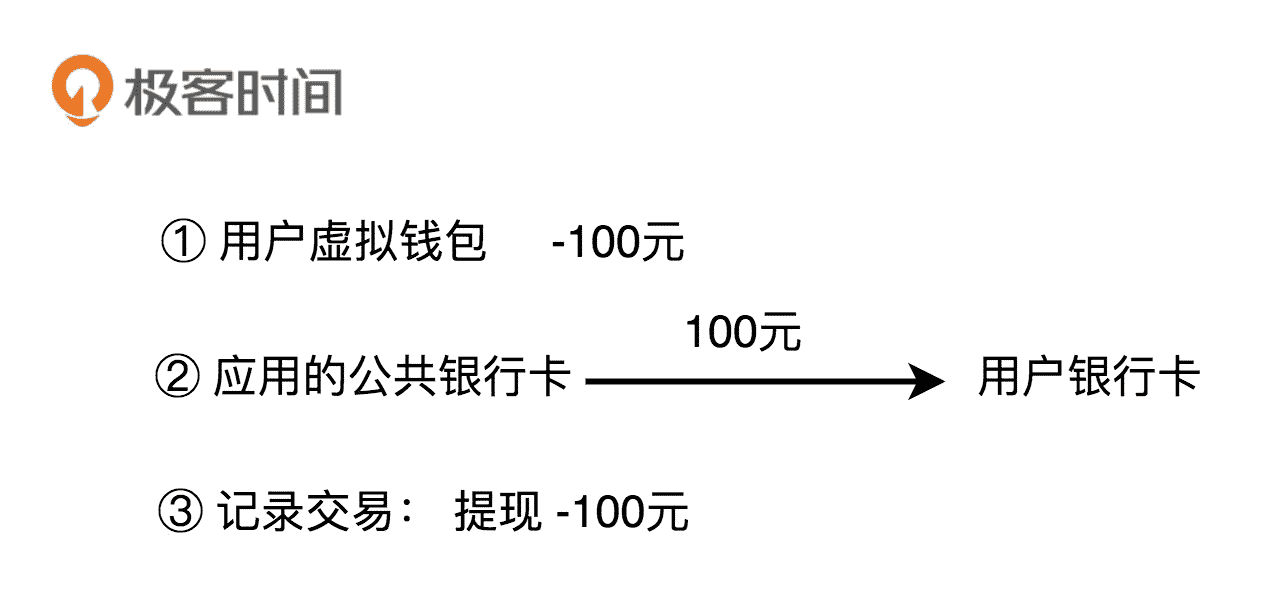 极客时间
① 用户虚拟钱包 -100元
100元
② 应用的公共银行卡 用户银行卡
③ 记录交易： 提现 -100元